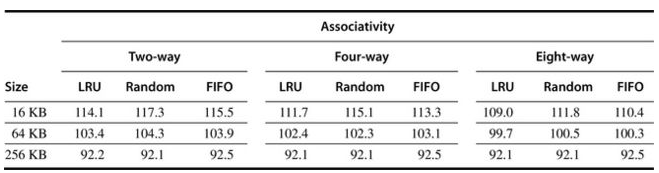 Associativity
Two-way Four-way Eight-way
Size LRU Random FIFO LRU Random FIFO LRU Random FIFO
16 KB 114.1 117.3 115.5 111.7 115.1 113.3 109.0 111.8 110.4
64 KB 103.4 104.3 103.9 102.4 102.3 103.1 99.7 100.5 100.3
256 KB 92.2 92.1 92.5 92.1 92.1 92.5 92.1 92.1 92.5